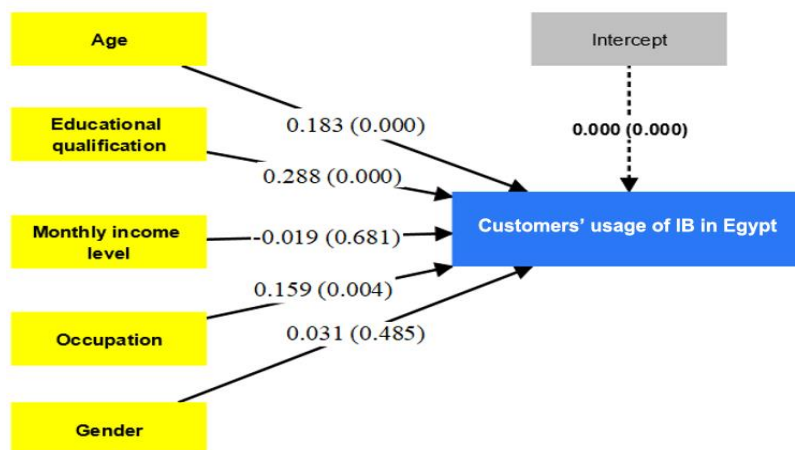 Age
Intercept
0.183 (0.000)
0.000 (0.000)
Educational
qualification
0.288 (0.000)
Customers’ usage of IB in Egypt
Monthly income
level
-0.019 (0.681)
0.159 (0.004)
Occupation
0.031 (0.485)
Gender